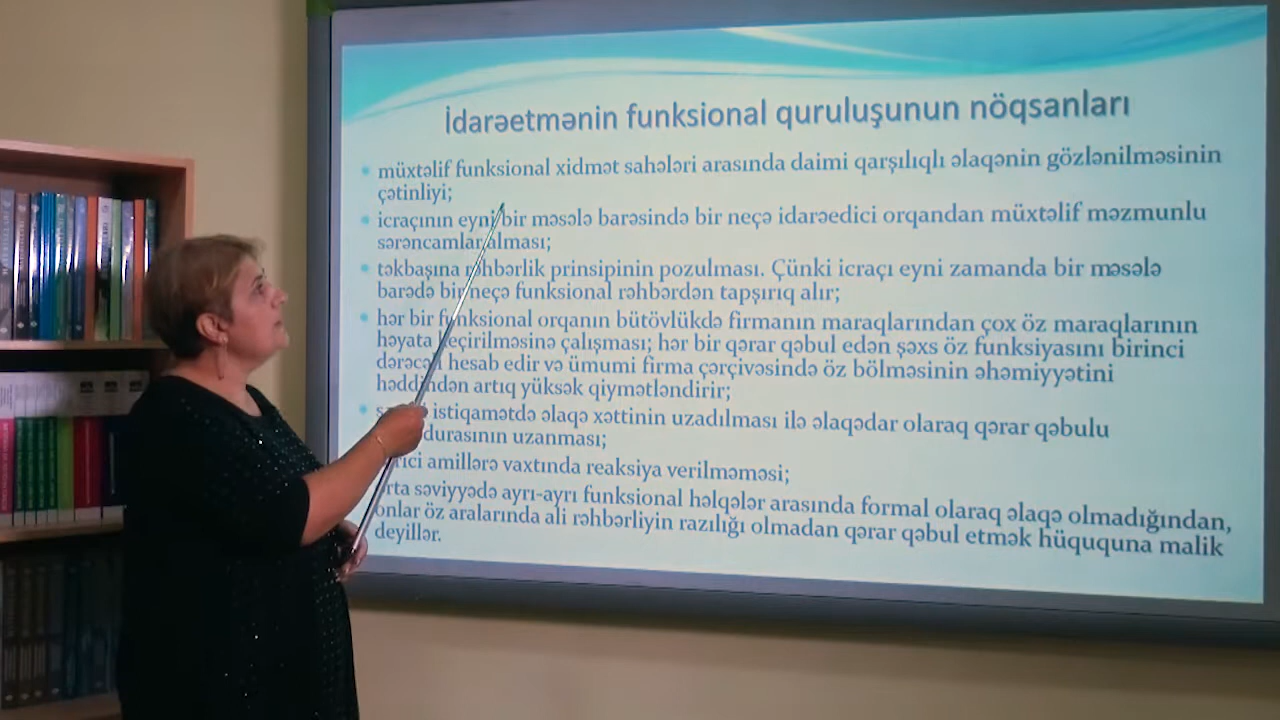 İdarəetmənin funksional quruluşunun nöqsanları
müxtəlif funksional xidmət sahələri arasında daimi qarşılıqlı əlaqənin gözlənilməsinin
çətinliyi;
icraçının eyni bir məsələ barəsində bir neçə idarəedici orqandan müxtəlif məzmunlu
sərəncamlar alması;
təkbaşına rəhbərlik prinsipinin pozulması. Çünki icraçı eyni zamanda bir məsələ
barədə bir neçə funksional rəhbərdən tapşırıq alır;
hər bir funksional orqanın bütövlükdə firmanın maraqlarından çox öz maraqlarının
həyata keçirilməsinə çalışması; hər bir qərar qəbul edən şəxs öz funksiyasını birinci
dərəcəli hesab edir və ümumi firma çərçivəsində öz bölməsinin əhəmiyyətini
həddindən artıq yüksək qiymətləndirir;
istiqamətdə əlaqə xəttinin uzadılması ilə əlaqədar olaraq qərar qəbulu
durasının uzanması;
rici amillərə vaxtında reaksiya verilməməsi;
orta səviyyədə ayrı-ayrı funksional həlqələr arasında formal olaraq əlaqə olmadığından,
onlar öz aralarında ali rəhbərliyin razılığı olmadan qərar qəbul etmək hüququna malik
deyillər.